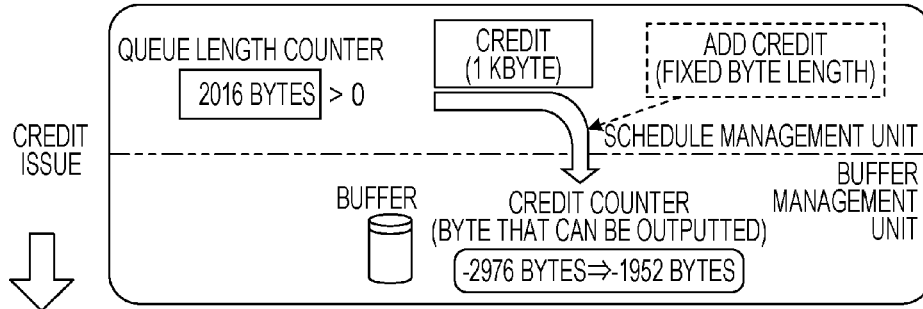 QUEUE LENGTH COUNTER
2016 BYTES > 0
CREDIT
(1 KBYTE)
ADD CREDIT
(FIXED BYTE LENGTH)
CREDIT
ISSUE
SCHEDULE MANAGEMENT UNIT
BUFFER
MANAGEMENT
UNIT
BUFFER
CREDIT COUNTER
(BYTE THAT CAN BE OUTPUTTED)
-2976 BYTES⇒-1952 BYTES